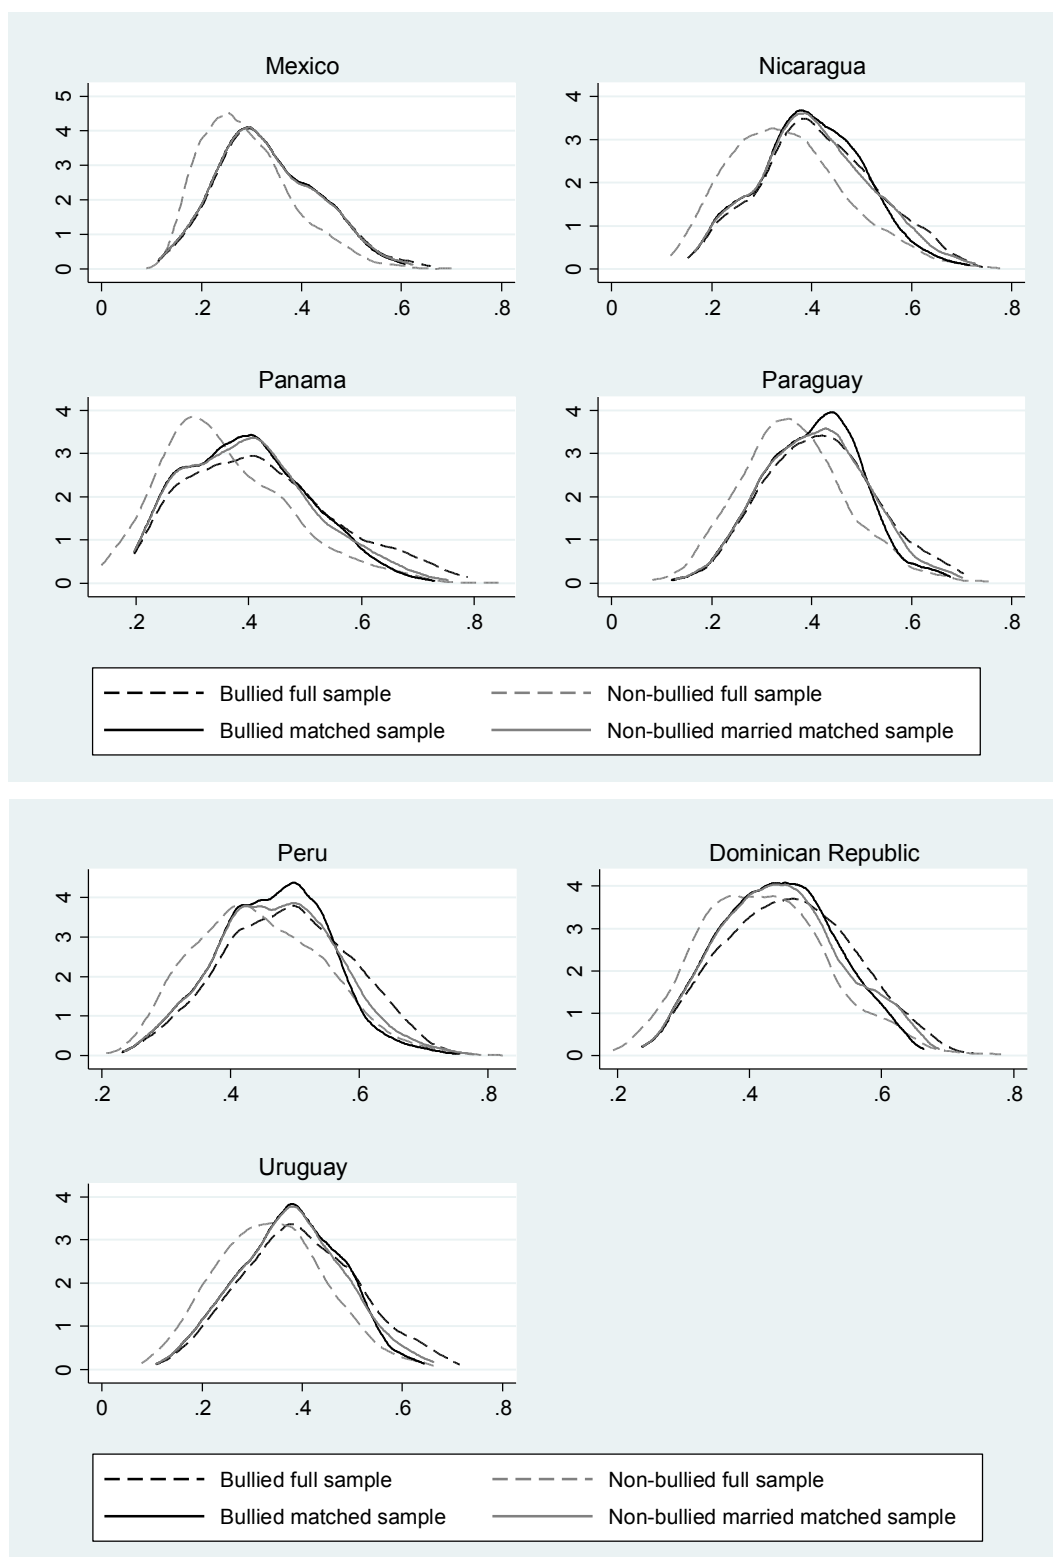 Mexico
Nicaragua
5
4
3
2
1
0
0 .2 .4 .6 .8
4
3
2
1
0
0 .2 .4 .6 .8
Panama
Paraguay
4
3
2
1
0
.2 .4 .6 .8
4
3
2
1
0
0 .2 .4 .6 .8
Bullied full sample
Non-bullied full sample
Bullied matched sample
Non-bullied married matched sample
Peru
Dominican Republic
4
3
2
1
0
.2 .4 .6 .8
4
3
2
1
0
.2 .4 .6 .8
Uruguay
4
3
2
1
0
0 .2 .4 .6 .8
Bullied full sample
Non-bullied full sample
Bullied matched sample
Non-bullied married matched sample